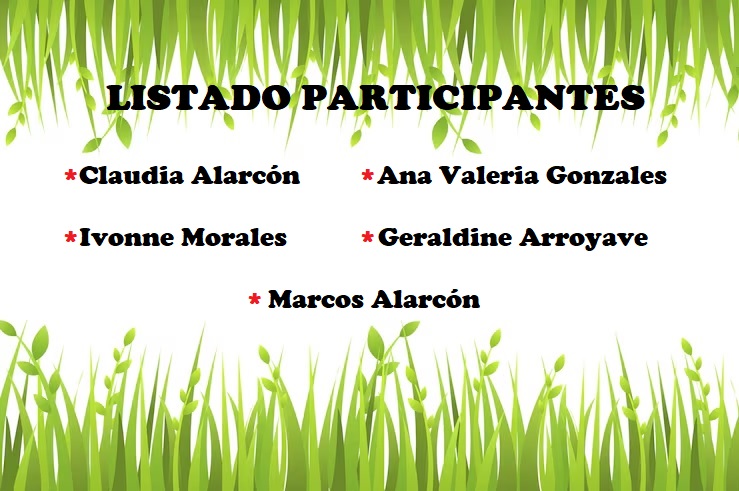 LISTADO PARTICIPANTES
*Claudia Alarcón *Ana Valeria Gonzales
*Ivonne Morales *Geraldine Arroyave
* Marcos Alarcón